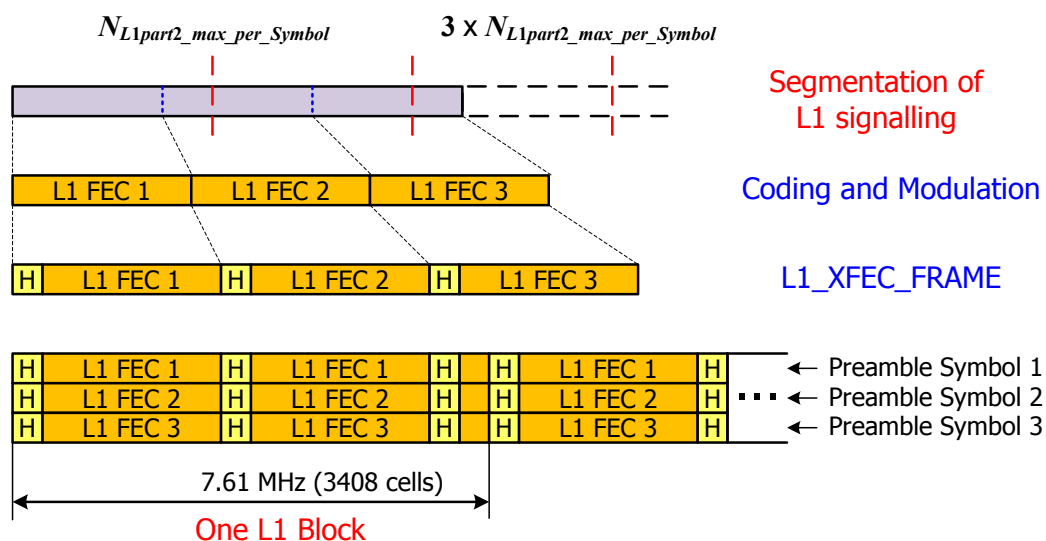 N_L1part2_max_per_Symbol 3 x N_L1part2_max_per_Symbol
Segmentation of
L1 signalling
L1 FEC 1 L1 FEC 2 L1 FEC 3 Coding and Modulation
H L1 FEC 1 H L1 FEC 2 H L1 FEC 3 L1_XFEC_FRAME
H L1 FEC 1 H L1 FEC 2 H H L1 FEC 1 H ← Preamble Symbol 1
H L1 FEC 2 H L1 FEC 2 H H L1 FEC 2 H ← Preamble Symbol 2
H L1 FEC 3 H L1 FEC 3 H H L1 FEC 3 H ← Preamble Symbol 3
7.61 MHz (3408 cells)
One L1 Block